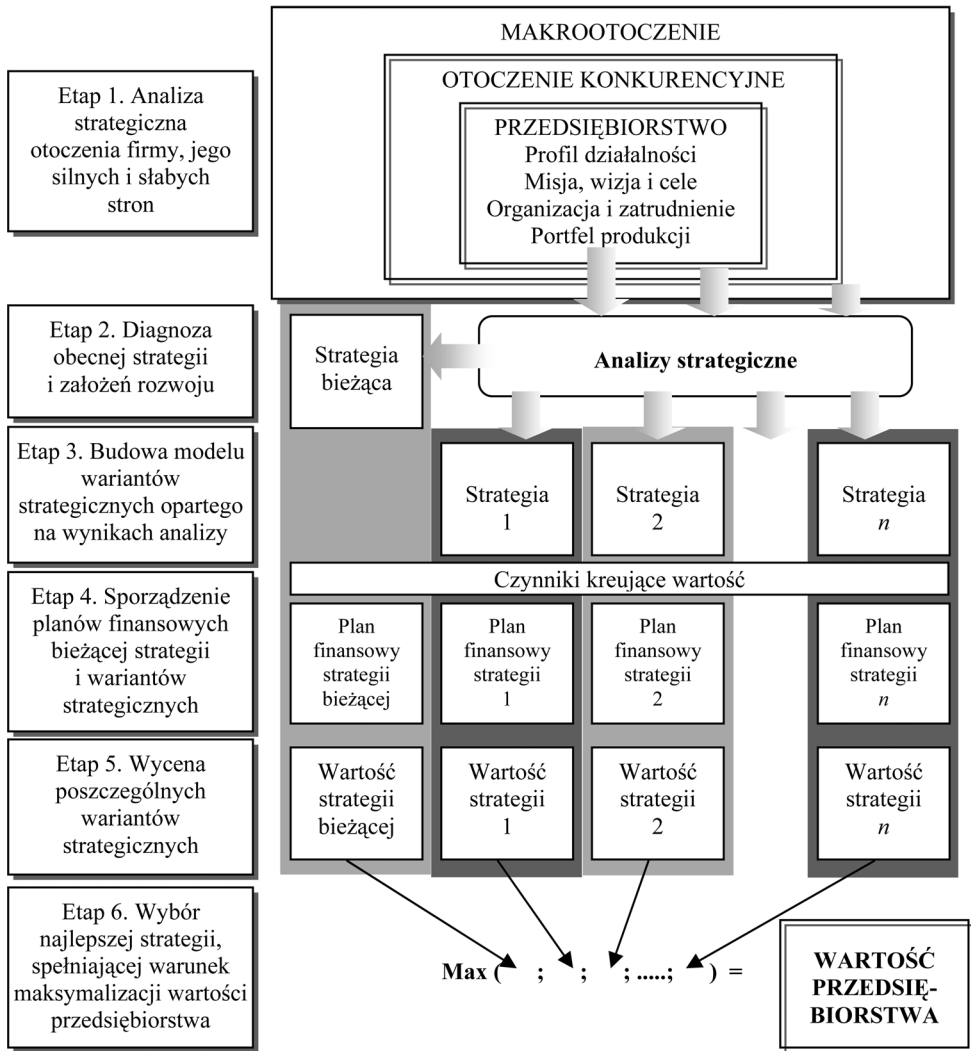 MAKROOTOCZENIE
OTOCZENIE KONKURENCYJNE
PRZEDSIĘBIORSTWO
Profil działalności
Misja, wizja i cele
Organizacja i zatrudnienie
Portfel produkcji
Etap 1. Analiza
strategiczna
otoczenia firmy, jego
silnych i słabych
stron
Etap 2. Diagnoza
obecnej strategii
i założeń rozwoju
Strategia
bieżąca
Analizy strategiczne
Etap 3. Budowa modelu
wariantów
strategicznych opartego
na wynikach analizy
Strategia
1
Strategia
2
Strategia
n
Czynniki kreujące wartość
Etap 4. Sporządzenie
planów finansowych
bieżącej strategii
i wariantów
strategicznych
Plan
finansowy
strategii
bieżącej
Plan
finansowy
strategii
1
Plan
finansowy
strategii
2
Plan
finansowy
strategii
n
Etap 5. Wycena
poszczególnych
wariantów
strategicznych
Wartość
strategii
bieżącej
Wartość
strategii
1
Wartość
strategii
2
Wartość
strategii
n
Etap 6. Wybór
najlepszej strategii,
spełniającej warunek
maksymalizacji wartości
przedsiębiorstwa
Max ( ; ; ; .....; ) =
WARTOŚĆ
PRZEDSIĘ-
BIORSTWA